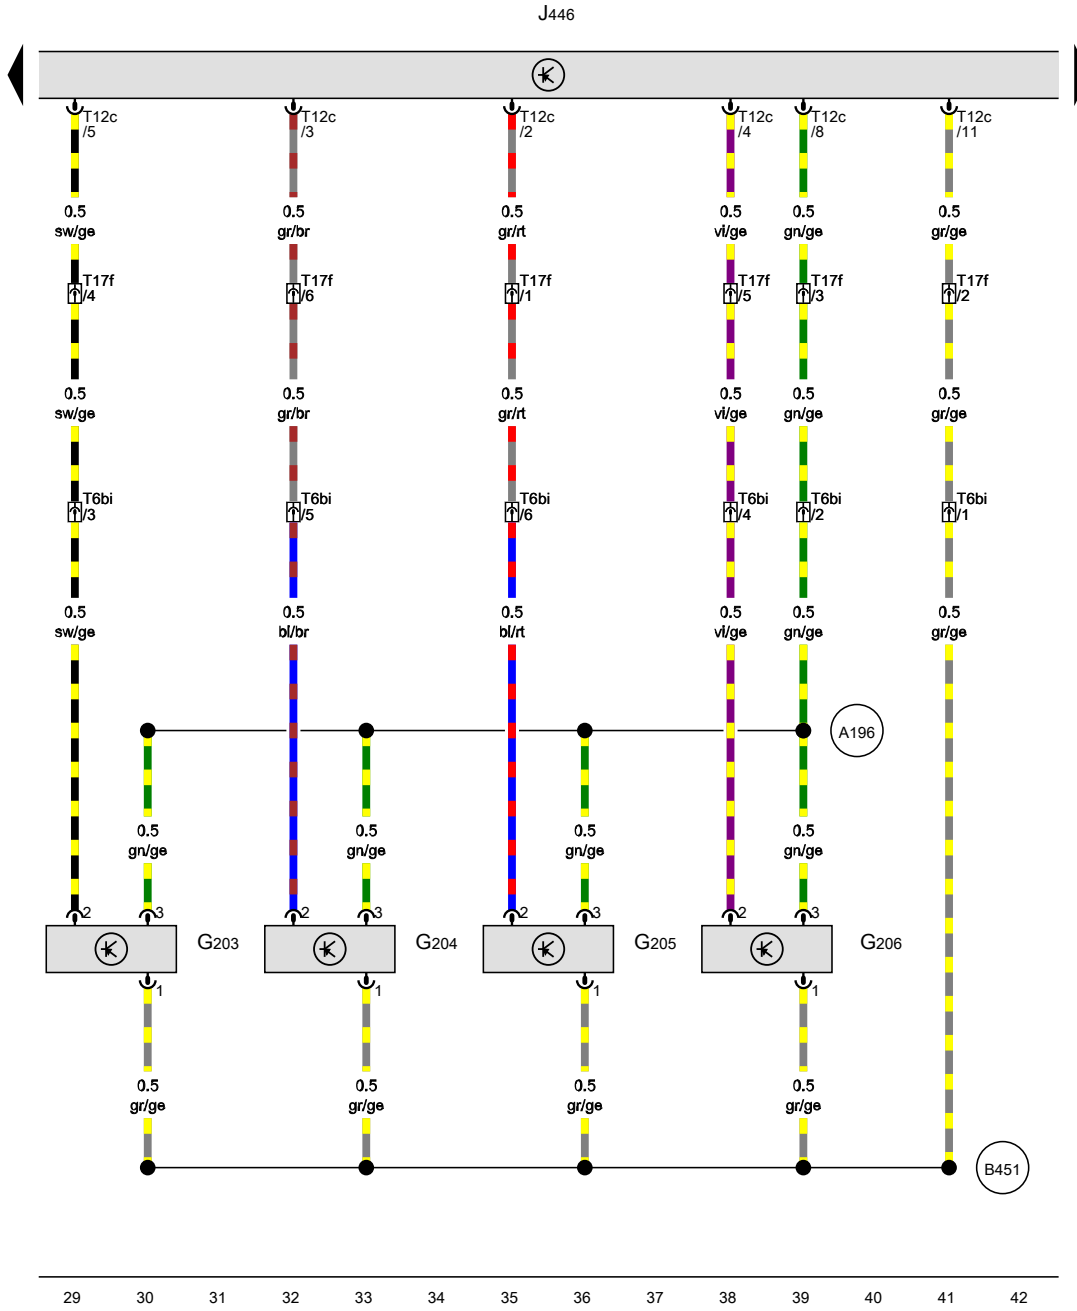 J446
T12c T12c T12c T12c T12c T12c
/5 /3 /2 /4 /8 /11
0.5 0.5 0.5 0.5 0.5 0.5
sw/ge gr/br gr/rt vi/ge gn/ge gr/ge
T17f T17f T17f T17f T17f T17f
/4 /6 /1 /5 /3 /2
0.5 0.5 0.5 0.5 0.5 0.5
sw/ge gr/br gr/rt vi/ge gn/ge gr/ge
T6bi T6bi T6bi T6bi T6bi T6bi
/3 /5 /6 /4 /2 /1
0.5 0.5 0.5 0.5 0.5 0.5
sw/ge bl/br bl/rt vi/ge gn/ge gr/ge
A196
0.5 0.5 0.5 0.5
gn/ge gn/ge gn/ge gn/ge
2 3 2 3 2 3 2 3
G203 G204 G205 G206
1 1 1 1
0.5 0.5 0.5 0.5
gr/ge gr/ge gr/ge gr/ge
B451
29 30 31 32 33 34 35 36 37 38 39 40 41 42